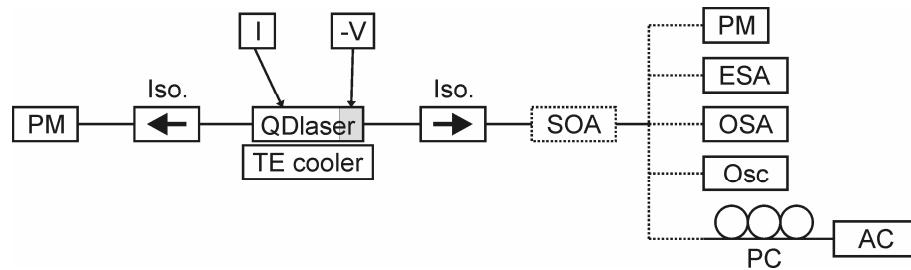 I
-V
Iso.
Iso.
PM
QDlaser
TE cooler
SOA
PM
ESA
OSA
Osc
PC
AC